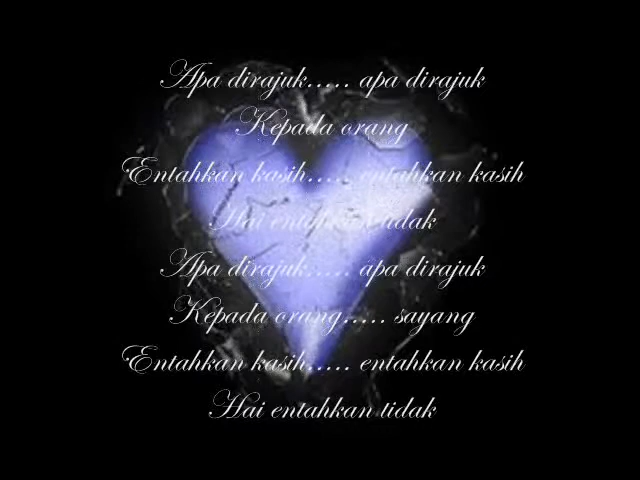 Apa dirajuk..... apa dirajuk
Kepada orang
Entahkan kasih..... entahkan kasih
Hai entahkan tidak
Apa dirajuk..... apa dirajuk
Kepada orang..... sayang
Entahkan kasih..... entahkan kasih
Hai entahkan tidak